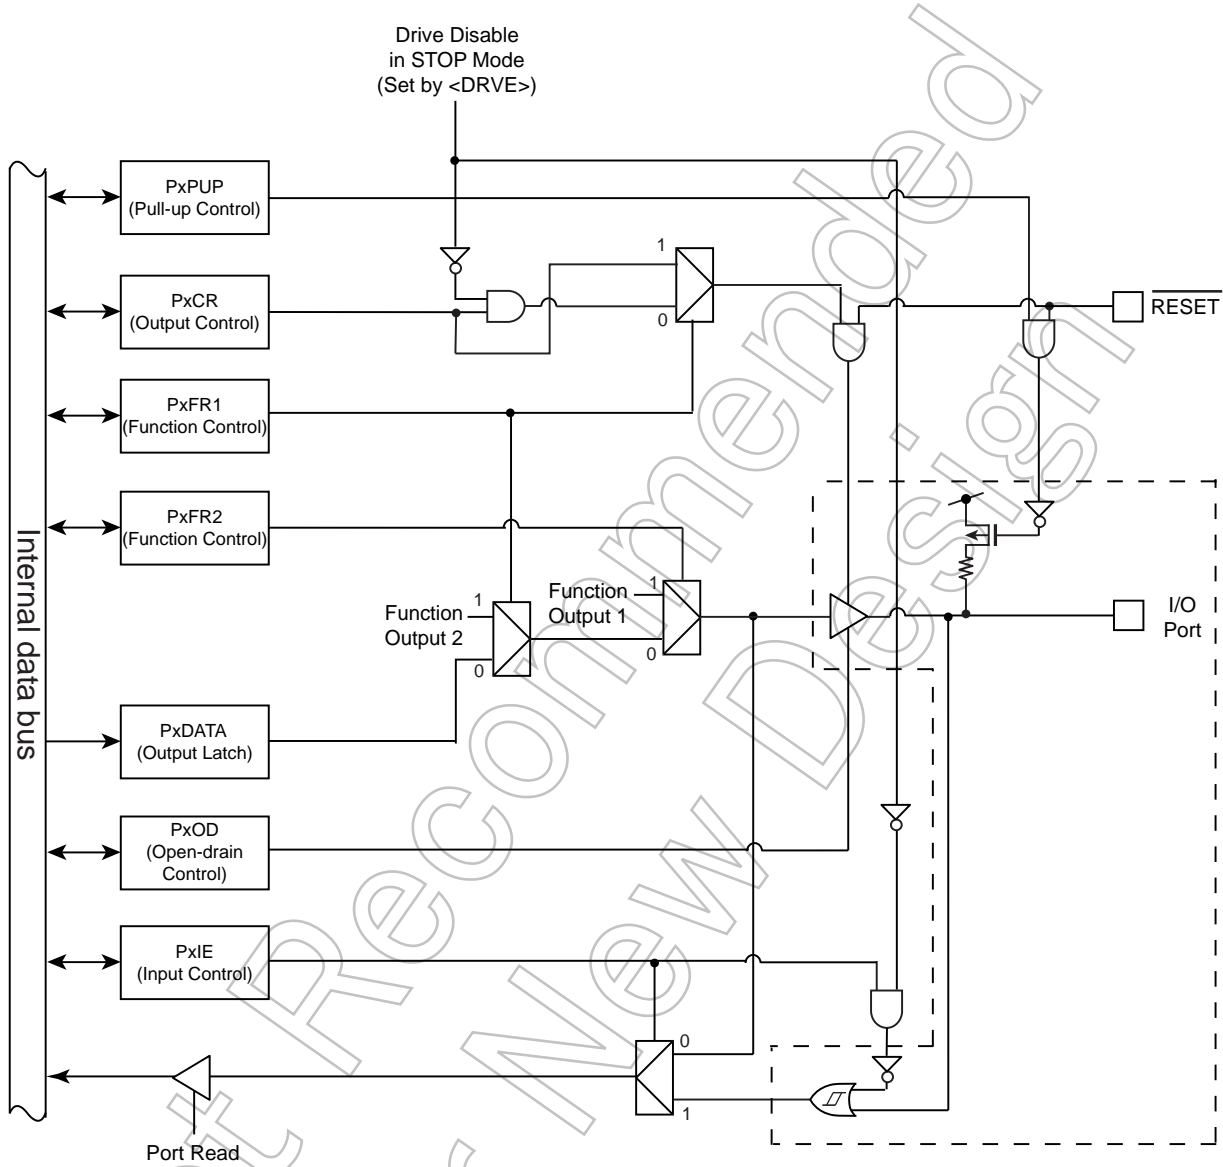 Drive Disable
in STOP Mode
(Set by <DRVE>)
PxPUP
(Pull-up Control)
1
PxCR
(Output Control)
0
RESET
PxFR1
(Function Control)
PxFR2
(Function Control)
Internal data bus
Function
Output 1
1
0
Function
Output 2
1
0
I/O
Port
PxDATA
(Output Latch)
PxOD
(Open-drain
Control)
PxIE
(Input Control)
0
1
Port Read
Not Recommended
for New Design